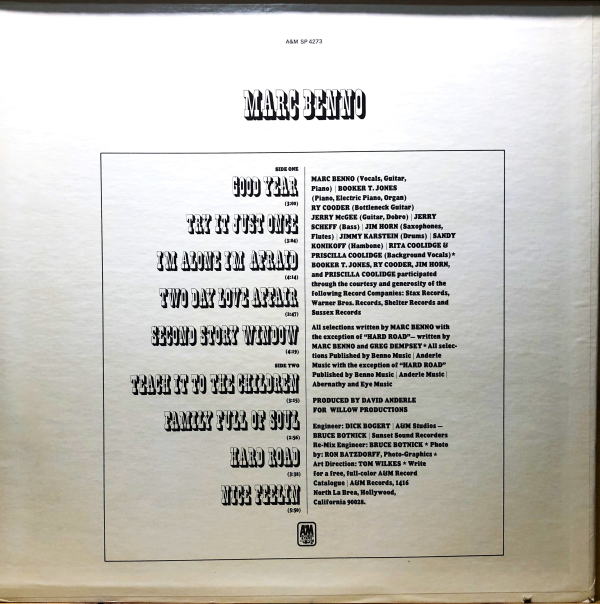 A&M SP 4273
MARC BENNO
SIDE ONE
GOOD YEAR
(3:00)
TRY IT JUST ONCE
(3:04)
I'M ALONE I'M AFRAID
(4:14)
TWO DAY LOVE AFFAIR
(2:47)
SECOND STORY WINDOW
(4:19)
SIDE TWO
TEACH IT TO THE CHILDREN
(3:25)
FAMILY FULL OF SOUL
(2:56)
HARD ROAD
(3:32)
NICE FEELIN
(5:50)
MARC BENNO (Vocals, Guitar,
Piano) | BOOKER T. JONES
(Piano, Electric Piano, Organ)
RY COODER (Bottleneck Guitar)
JERRY McGEE (Guitar, Dobro) | JERRY
SCHEFF (Bass) | JIM HORN (Saxophones,
Flutes) | JIMMY KARSTEIN (Drums) | SANDY
KONIKOFF (Hambone) | RITA COOLIDGE &
PRISCILLA COOLIDGE (Background Vocals) *
BOOKER T. JONES, RY COODER, JIM HORN,
and PRISCILLA COOLIDGE participated
through the courtesy and generosity of the
following Record Companies: Stax Records,
Warner Bros. Records, Shelter Records and
Sussex Records
All selections written by MARC BENNO with
the exception of "HARD ROAD"— written by
MARC BENNO and GREG DEMPSEY * All selec-
tions Published by Benno Music | Anderle
Music with the exception of "HARD ROAD"
Published by Benno Music | Anderle Music |
Abernathy and Eye Music
PRODUCED BY DAVID ANDERLE
FOR WILLOW PRODUCTIONS
Engineer: DICK BOGERT | A&M Studios —
BRUCE BOTNICK | Sunset Sound Recorders
Re-Mix Engineer: BRUCE BOTNICK * Photo
by: RON BATZDORFF, Photo-Graphics *
Art Direction: TOM WILKES * Write
for a free, full-color A&M Record
Catalogue | A&M Records, 1416
North La Brea, Hollywood,
California 90028.
A&M